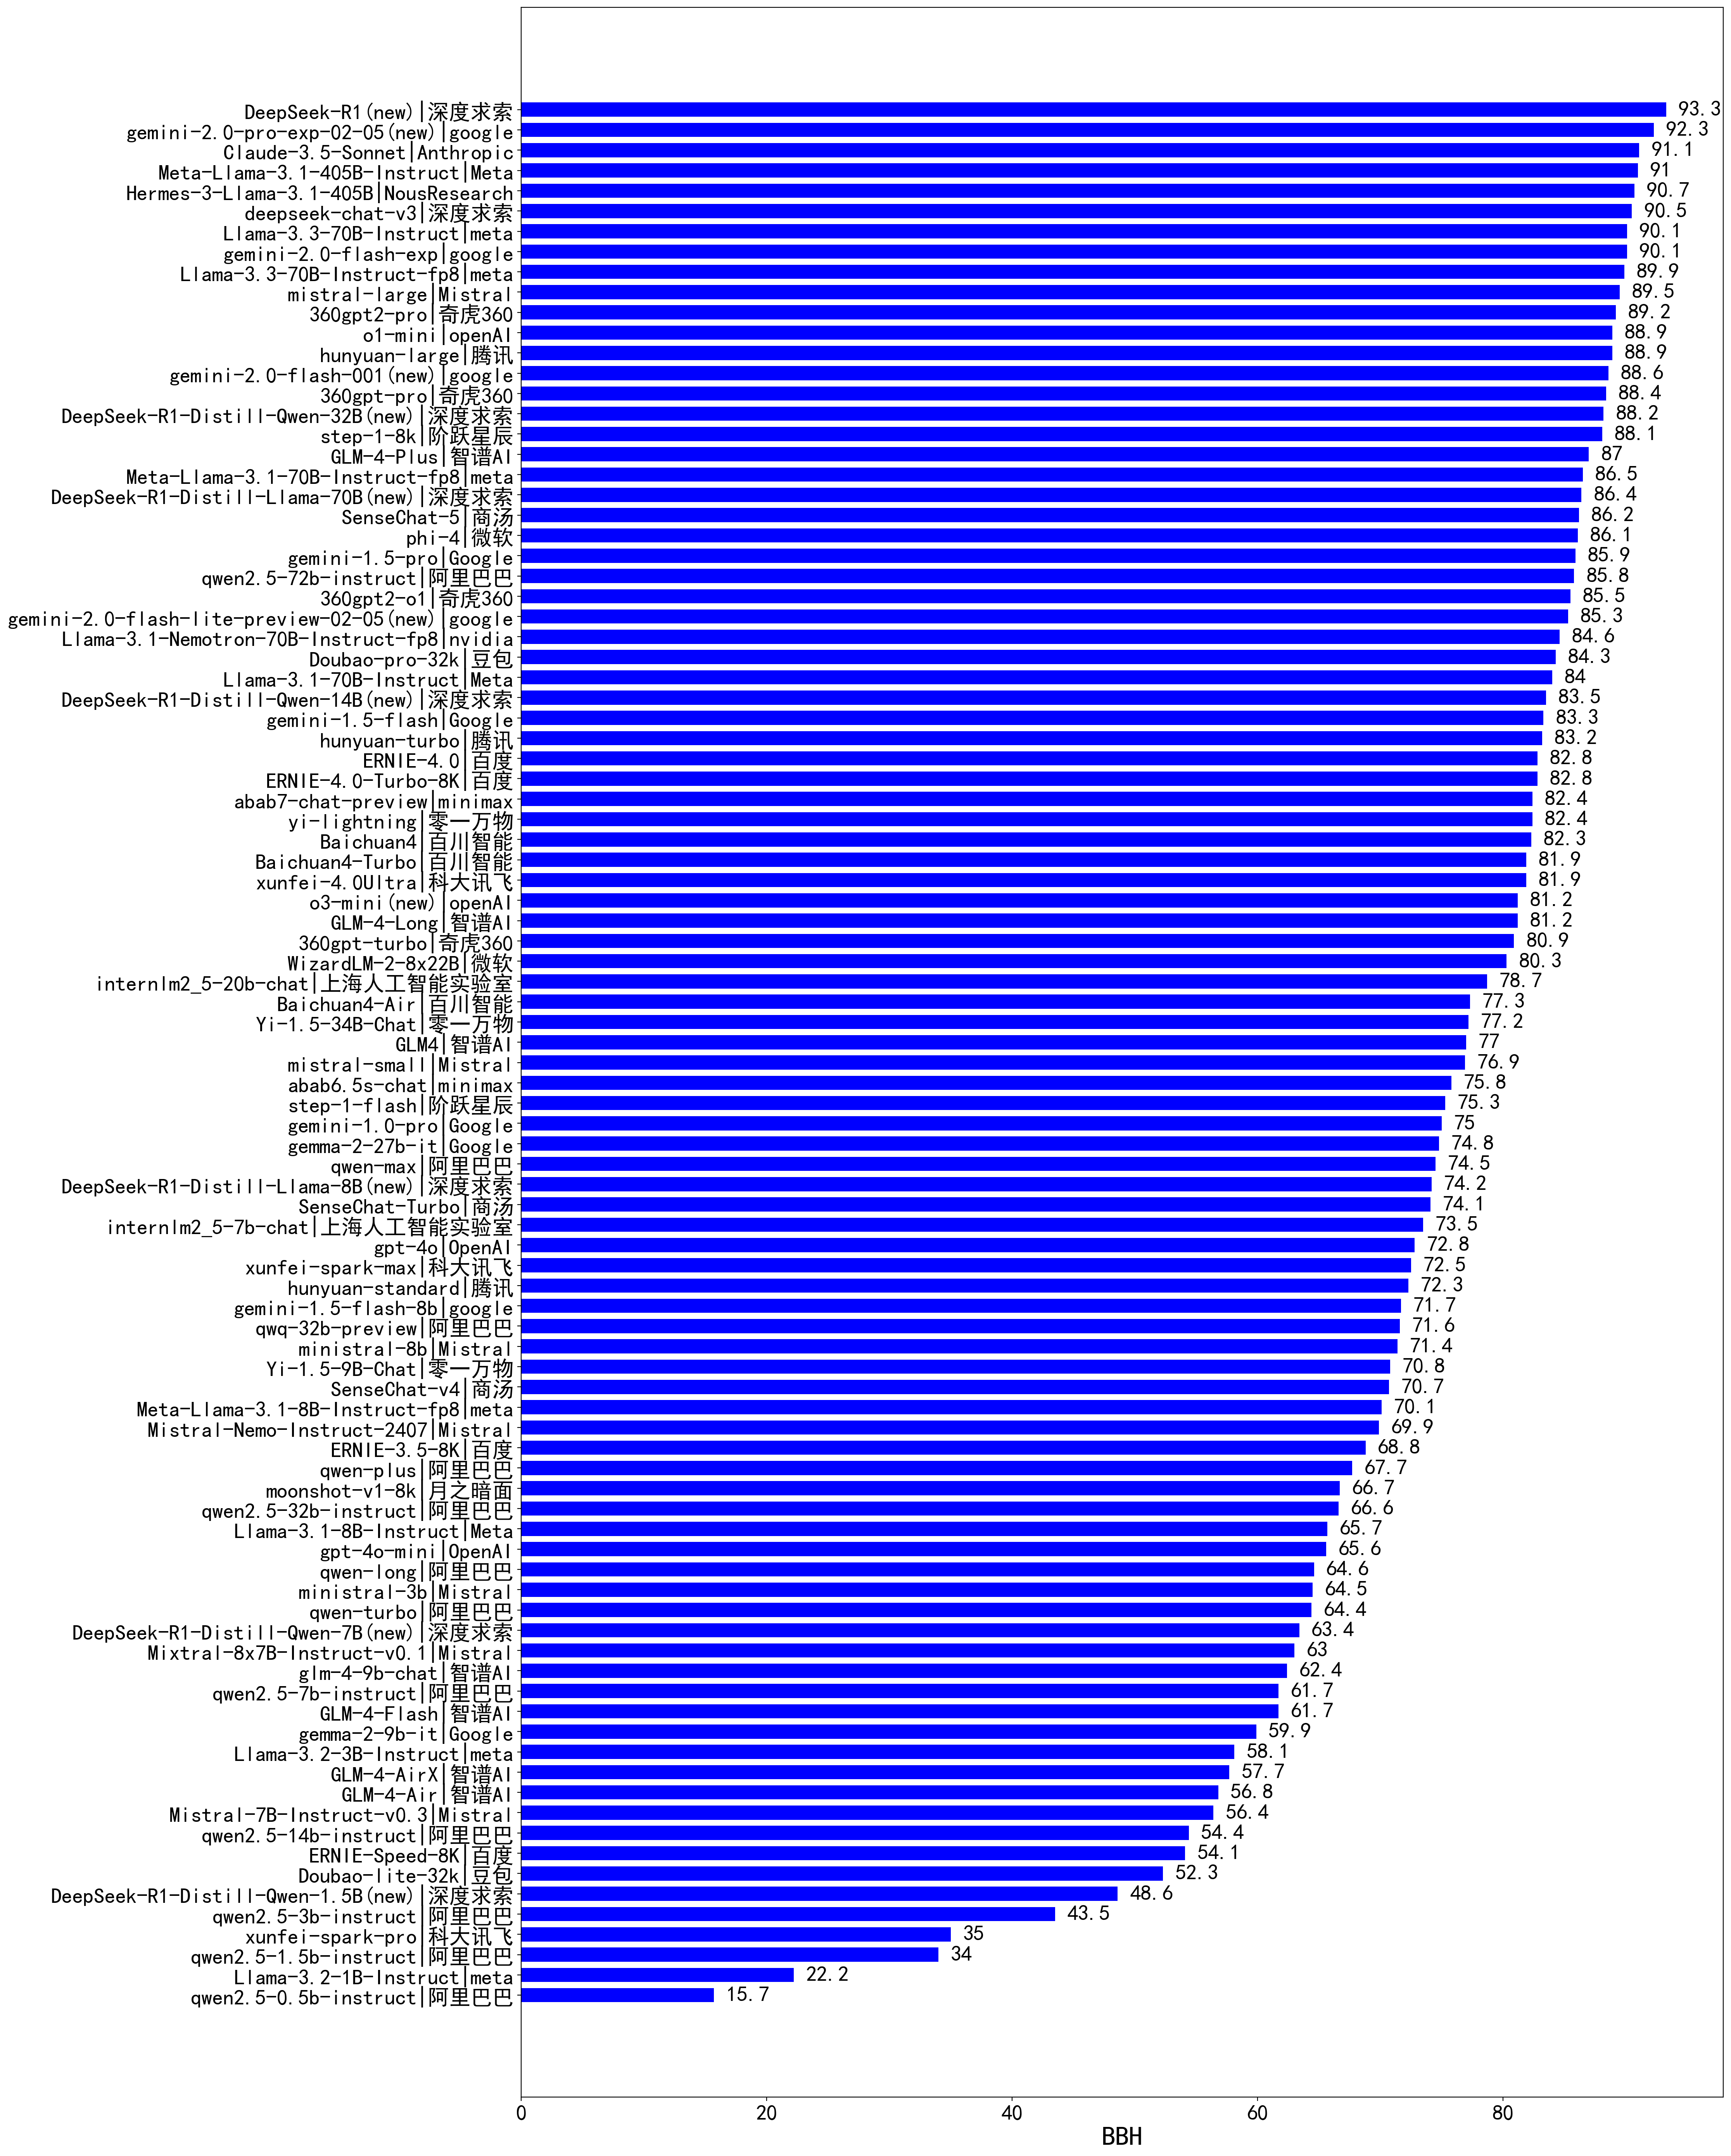 DeepSeek-R1(new)|深度求索 93.3
gemini-2.0-pro-exp-02-05(new)|google 92.3
Claude-3.5-Sonnet|Anthropic 91.1
Meta-Llama-3.1-405B-Instruct|Meta 91
Hermes-3-Llama-3.1-405B|NousResearch 90.7
deepseek-chat-v3|深度求索 90.5
Llama-3.3-70B-Instruct|meta 90.1
gemini-2.0-flash-exp|google 90.1
Llama-3.3-70B-Instruct-fp8|meta 89.9
mistral-large|Mistral 89.5
360gpt2-pro|奇虎360 89.2
o1-mini|openAI 88.9
hunyuan-large|腾讯 88.9
gemini-2.0-flash-001(new)|google 88.6
360gpt-pro|奇虎360 88.4
DeepSeek-R1-Distill-Qwen-32B(new)|深度求索 88.2
step-1-8k|阶跃星辰 88.1
GLM-4-Plus|智谱AI 87
Meta-Llama-3.1-70B-Instruct-fp8|meta 86.5
DeepSeek-R1-Distill-Llama-70B(new)|深度求索 86.4
SenseChat-5|商汤 86.2
phi-4|微软 86.1
gemini-1.5-pro|Google 85.9
qwen2.5-72b-instruct|阿里巴巴 85.8
360gpt2-o1|奇虎360 85.5
gemini-2.0-flash-lite-preview-02-05(new)|google 85.3
Llama-3.1-Nemotron-70B-Instruct-fp8|nvidia 84.6
Doubao-pro-32k|豆包 84.3
Llama-3.1-70B-Instruct|Meta 84
DeepSeek-R1-Distill-Qwen-14B(new)|深度求索 83.5
gemini-1.5-flash|Google 83.3
hunyuan-turbo|腾讯 83.2
ERNIE-4.0|百度 82.8
ERNIE-4.0-Turbo-8K|百度 82.8
abab7-chat-preview|minimax 82.4
yi-lightning|零一万物 82.4
Baichuan4|百川智能 82.3
Baichuan4-Turbo|百川智能 81.9
xunfei-4.0Ultra|科大讯飞 81.9
o3-mini(new)|openAI 81.2
GLM-4-Long|智谱AI 81.2
360gpt-turbo|奇虎360 80.9
WizardLM-2-8x22B|微软 80.3
internlm2_5-20b-chat|上海人工智能实验室 78.7
Baichuan4-Air|百川智能 77.3
Yi-1.5-34B-Chat|零一万物 77.2
GLM4|智谱AI 77
mistral-small|Mistral 76.9
abab6.5s-chat|minimax 75.8
step-1-flash|阶跃星辰 75.3
gemini-1.0-pro|Google 75
gemma-2-27b-it|Google 74.8
qwen-max|阿里巴巴 74.5
DeepSeek-R1-Distill-Llama-8B(new)|深度求索 74.2
SenseChat-Turbo|商汤 74.1
internlm2_5-7b-chat|上海人工智能实验室 73.5
gpt-4o|OpenAI 72.8
xunfei-spark-max|科大讯飞 72.5
hunyuan-standard|腾讯 72.3
gemini-1.5-flash-8b|google 71.7
qwq-32b-preview|阿里巴巴 71.6
ministral-8b|Mistral 71.4
Yi-1.5-9B-Chat|零一万物 70.8
SenseChat-v4|商汤 70.7
Meta-Llama-3.1-8B-Instruct-fp8|meta 70.1
Mistral-Nemo-Instruct-2407|Mistral 69.9
ERNIE-3.5-8K|百度 68.8
qwen-plus|阿里巴巴 67.7
moonshot-v1-8k|月之暗面 66.7
qwen2.5-32b-instruct|阿里巴巴 66.6
Llama-3.1-8B-Instruct|Meta 65.7
gpt-4o-mini|OpenAI 65.6
qwen-long|阿里巴巴 64.6
ministral-3b|Mistral 64.5
qwen-turbo|阿里巴巴 64.4
DeepSeek-R1-Distill-Qwen-7B(new)|深度求索 63.4
Mixtral-8x7B-Instruct-v0.1|Mistral 63
glm-4-9b-chat|智谱AI 62.4
qwen2.5-7b-instruct|阿里巴巴 61.7
GLM-4-Flash|智谱AI 61.7
gemma-2-9b-it|Google 59.9
Llama-3.2-3B-Instruct|meta 58.1
GLM-4-AirX|智谱AI 57.7
GLM-4-Air|智谱AI 56.8
Mistral-7B-Instruct-v0.3|Mistral 56.4
qwen2.5-14b-instruct|阿里巴巴 54.4
ERNIE-Speed-8K|百度 54.1
Doubao-lite-32k|豆包 52.3
DeepSeek-R1-Distill-Qwen-1.5B(new)|深度求索 48.6
qwen2.5-3b-instruct|阿里巴巴 43.5
xunfei-spark-pro|科大讯飞 35
qwen2.5-1.5b-instruct|阿里巴巴 34
Llama-3.2-1B-Instruct|meta 22.2
qwen2.5-0.5b-instruct|阿里巴巴 15.7
0 20 40 60 80
BBH